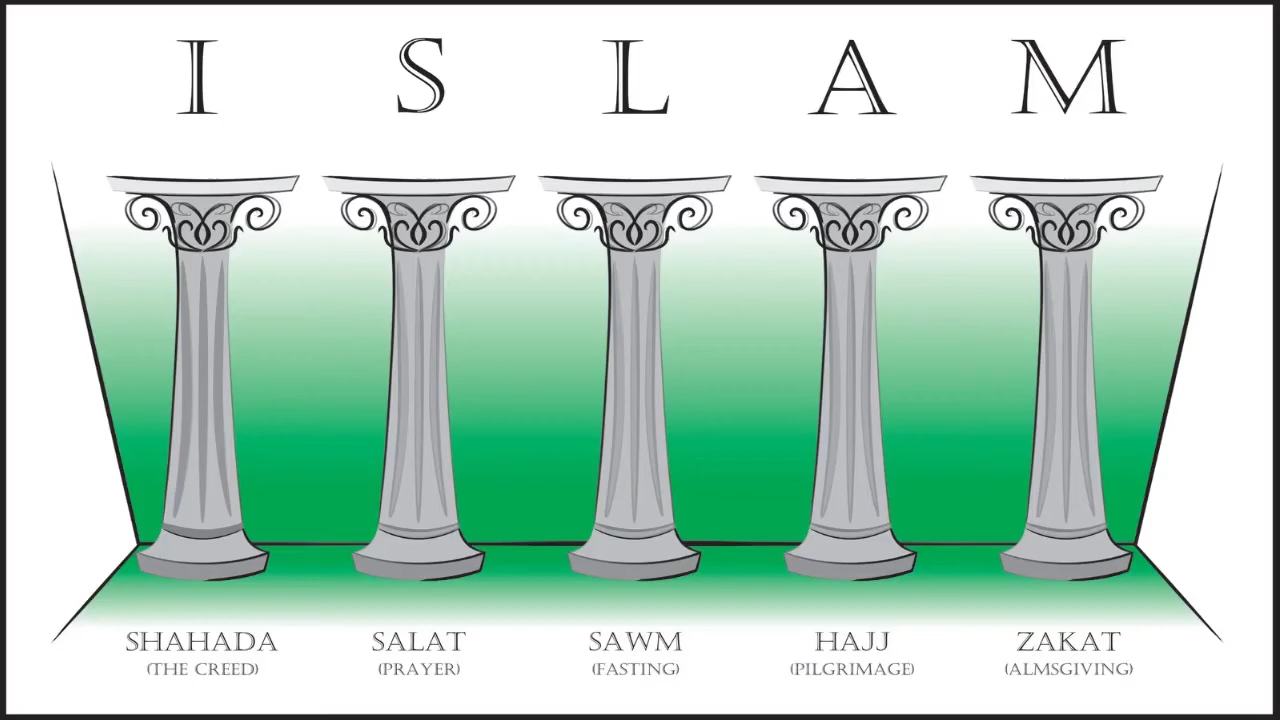 I S L A M
SHAHADA SALAT SAWM HAJJ ZAKAT
(THE CREED) (PRAYER) (FASTING) (PILGRIMAGE) (ALMSGIVING)